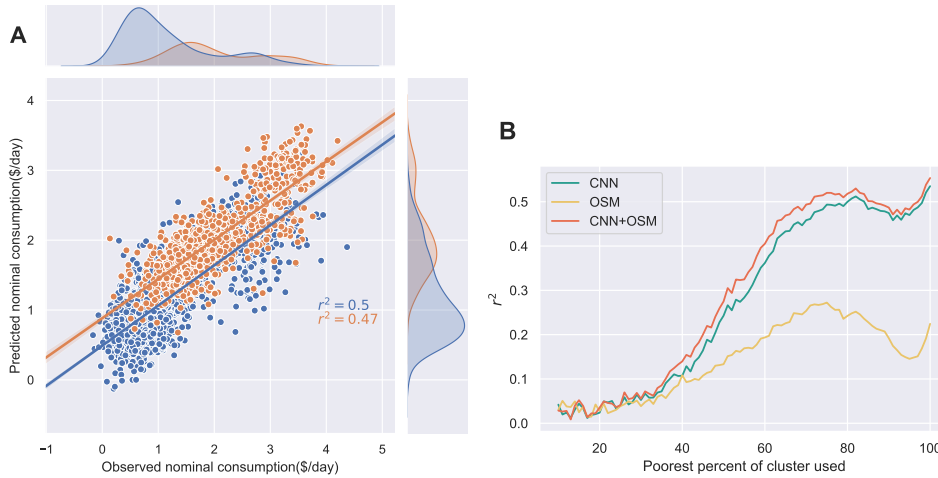 A
4
3
2
1
0
Predicted nominal consumption($/day)
r² = 0.5
r² = 0.47
−1 0 1 2 3 4 5
Observed nominal consumption($/day)
B
CNN
OSM
CNN+OSM
0.5
0.4
0.3
0.2
0.1
0.0
r²
20 40 60 80 100
Poorest percent of cluster used